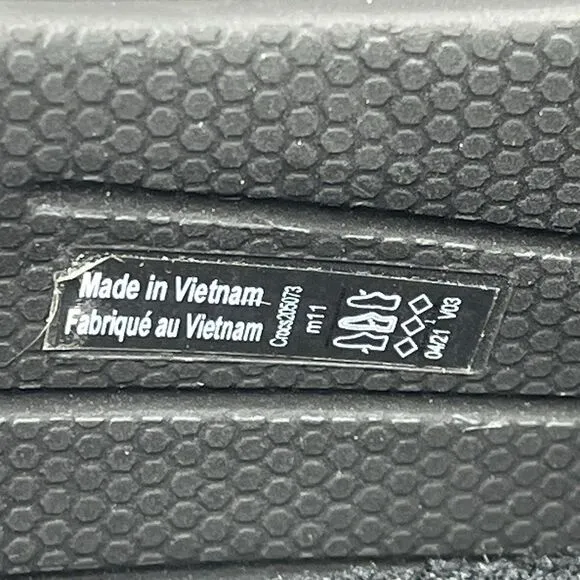 Made in Vietnam
Fabriqué au Vietnam
Crocs205073
m11
04/21 V03